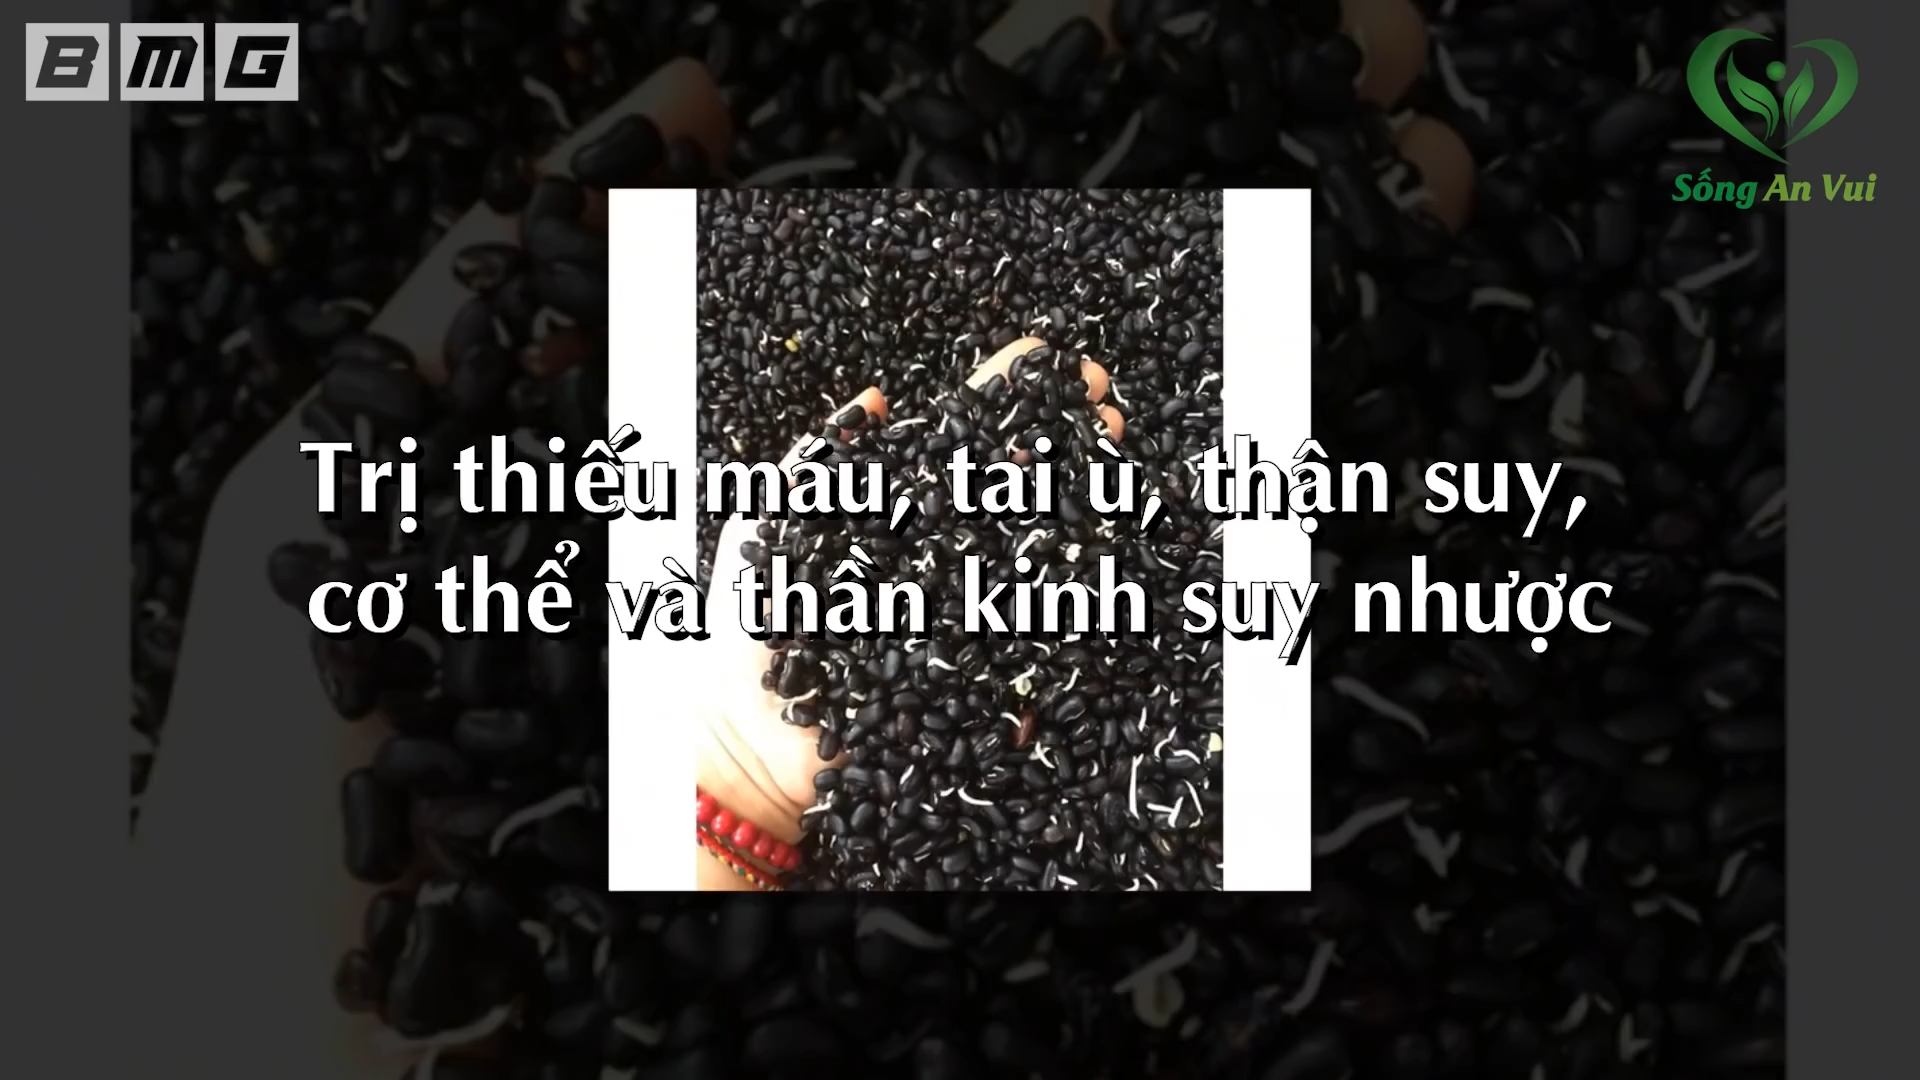 BMG
Sống An Vui
Trị thiếu máu, tai ù, thận suy,
cơ thể và thần kinh suy nhược